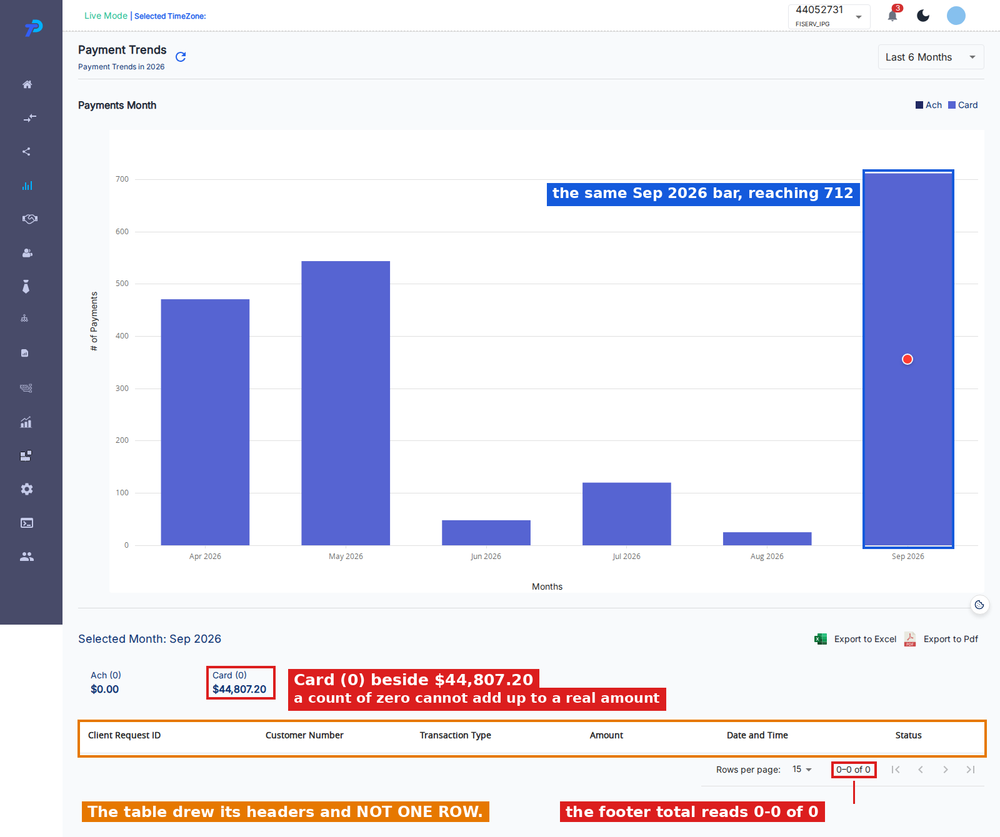 Live Mode | Selected TimeZone:
44052731
FISERV_IPG
3
Payment Trends
Payment Trends in 2026
Last 6 Months
Payments Month
Ach
Card
700
600
500
400
300
200
100
0
# of Payments
the same Sep 2026 bar, reaching 712
Apr 2026
May 2026
Jun 2026
Jul 2026
Aug 2026
Sep 2026
Months
Selected Month: Sep 2026
Export to Excel
PDF
Export to Pdf
Ach (0)
$0.00
Card (0)
$44,807.20
Card (0) beside $44,807.20
a count of zero cannot add up to a real amount
Client Request ID
Customer Number
Transaction Type
Amount
Date and Time
Status
Rows per page:
15
0–0 of 0
The table drew its headers and NOT ONE ROW.
the footer total reads 0-0 of 0